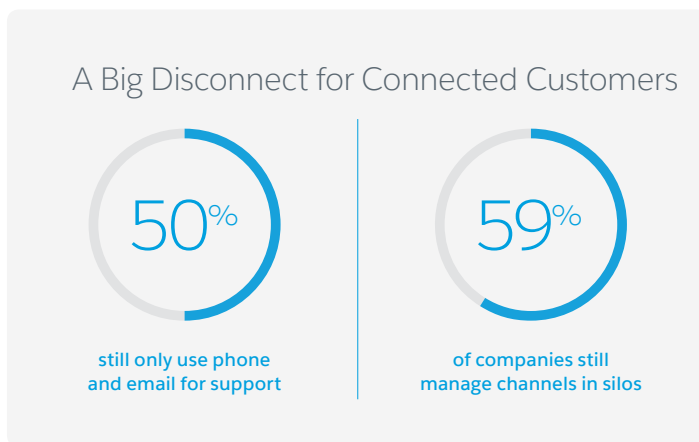 A Big Disconnect for Connected Customers
50%
still only use phone
and email for support
59%
of companies still
manage channels in silos